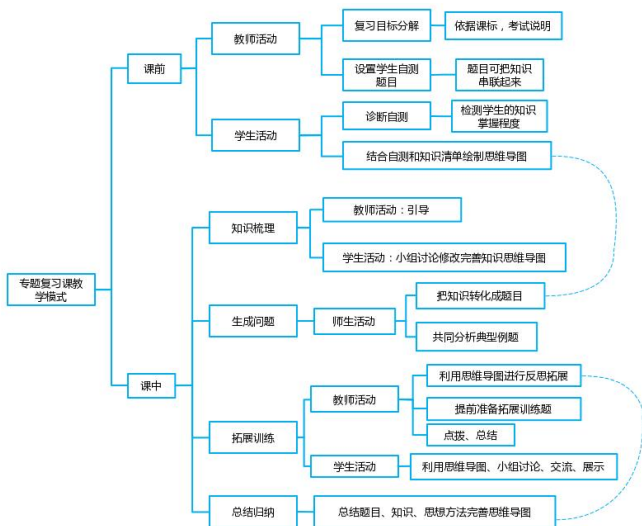 专题复习课教
学模式
课前
教师活动
复习目标分解
依据课标，考试说明
设置学生自测
题目
题目可把知识
串联起来
学生活动
诊断自测
检测学生的知识
掌握程度
结合自测和知识清单绘制思维导图
课中
知识梳理
教师活动：引导
学生活动：小组讨论修改完善知识思维导图
生成问题
师生活动
把知识转化成题目
共同分析典型例题
拓展训练
教师活动
利用思维导图进行反思拓展
提前准备拓展训练题
点拨、总结
学生活动
利用思维导图、小组讨论、交流、展示
总结归纳
总结题目、知识、思想方法完善思维导图